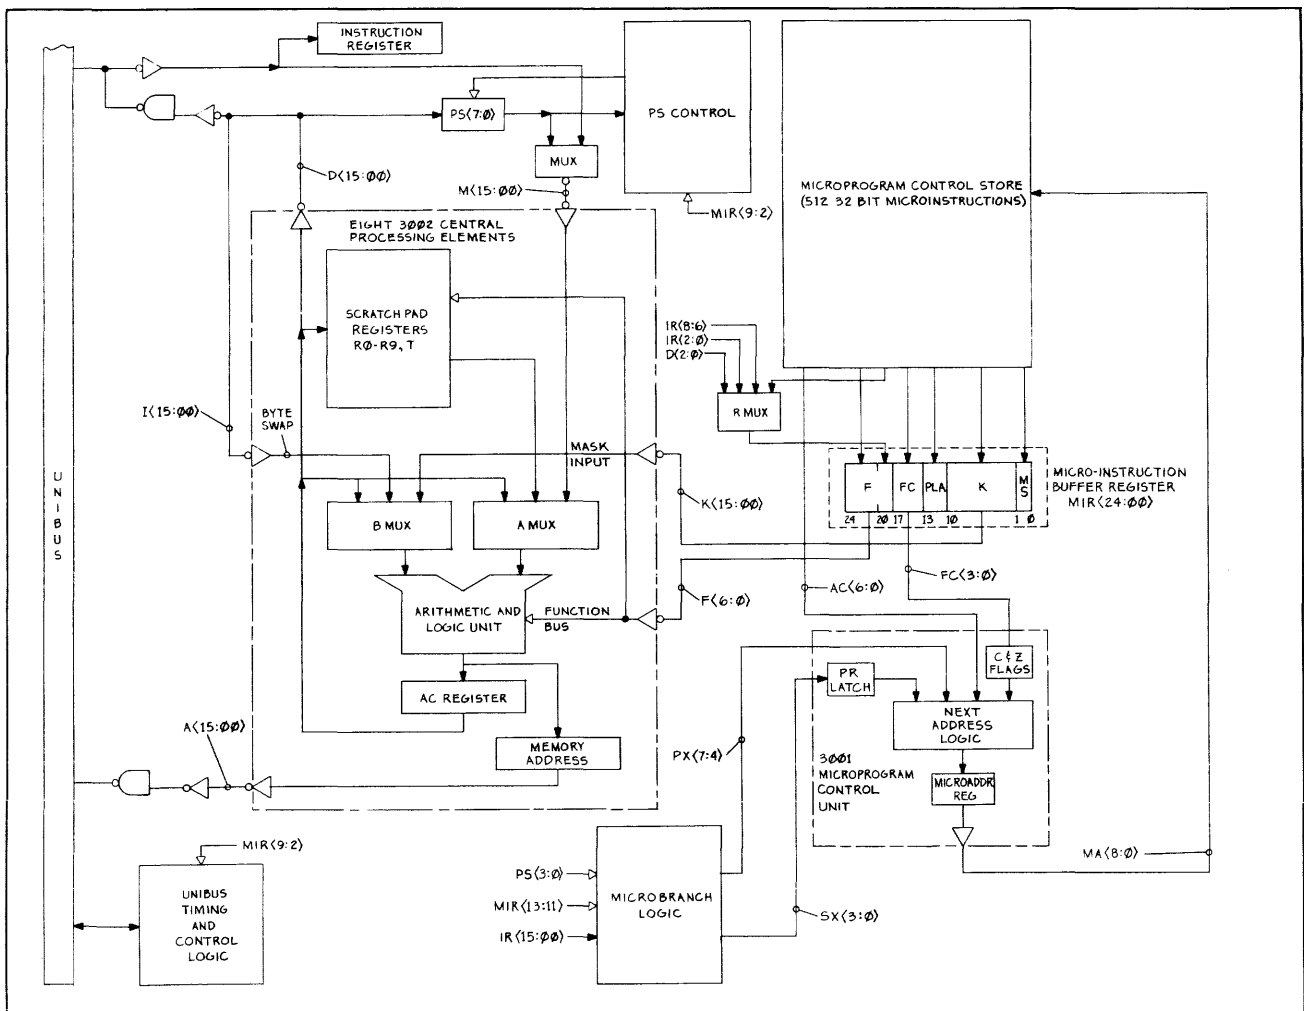 INSTRUCTION
REGISTER
PS⟨7:0⟩
PS CONTROL
MUX
D⟨15:00⟩
M⟨15:00⟩
MIR⟨9:2⟩
MICROPROGRAM CONTROL STORE
(512 32 BIT MICROINSTRUCTIONS)
EIGHT 3002 CENTRAL
PROCESSING ELEMENTS
SCRATCH PAD
REGISTERS
R0-R9, T
IR⟨8:6⟩
IR⟨2:0⟩
D⟨2:0⟩
R MUX
I⟨15:00⟩
BYTE
SWAP
MASK
INPUT
K⟨15:00⟩
F
FC
PLA
K
MS
24
20
17
13
10
1
0
MICRO-INSTRUCTION
BUFFER REGISTER
MIR⟨24:00⟩
UNIBUS
B MUX
A MUX
ARITHMETIC AND
LOGIC UNIT
FUNCTION
BUS
F⟨6:0⟩
AC⟨6:0⟩
FC⟨3:0⟩
AC REGISTER
MEMORY
ADDRESS
A⟨15:00⟩
PR
LATCH
C & Z
FLAGS
NEXT
ADDRESS
LOGIC
PX⟨7:4⟩
3001
MICROPROGRAM
CONTROL
UNIT
MICROADDR
REG
MA⟨8:0⟩
MIR⟨9:2⟩
UNIBUS
TIMING
AND
CONTROL
LOGIC
PS⟨3:0⟩
MIR⟨13:11⟩
IR⟨15:00⟩
MICROBRANCH
LOGIC
SX⟨3:0⟩